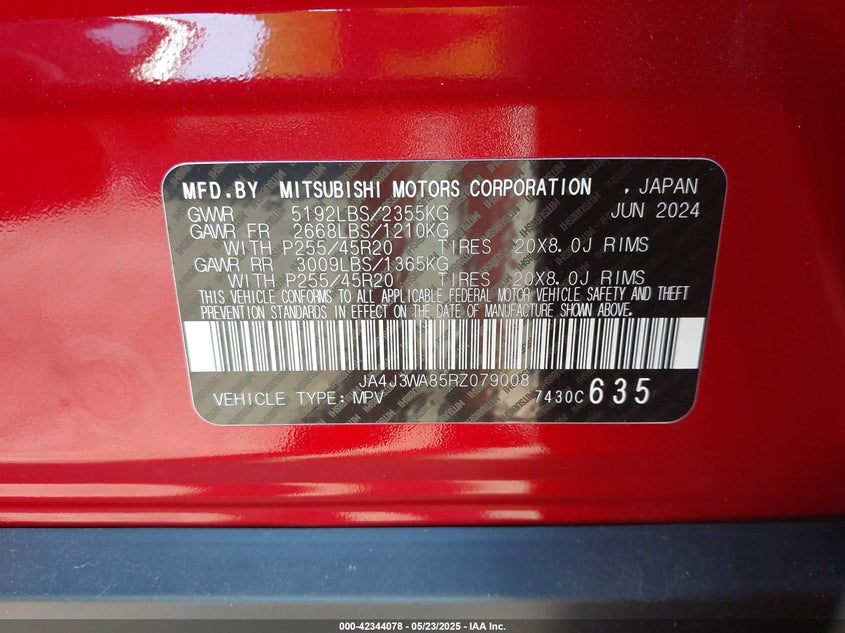 MFD.BY MITSUBISHI MOTORS CORPORATION , JAPAN
GVWR 5192LBS/2355KG JUN 2024
GAWR FR 2668LBS/1210KG
WITH P255/45R20 TIRES 20X8.0J RIMS
GAWR RR 3009LBS/1365KG
WITH P255/45R20 TIRES 20X8.0J RIMS
THIS VEHICLE CONFORMS TO ALL APPLICABLE FEDERAL MOTOR VEHICLE SAFETY AND THEFT
PREVENTION STANDARDS IN EFFECT ON THE DATE OF MANUFACTURE SHOWN ABOVE.
JA4J3WA85RZ079008
VEHICLE TYPE: MPV 7430C 635
000-42344078 - 05/23/2025 - IAA Inc.